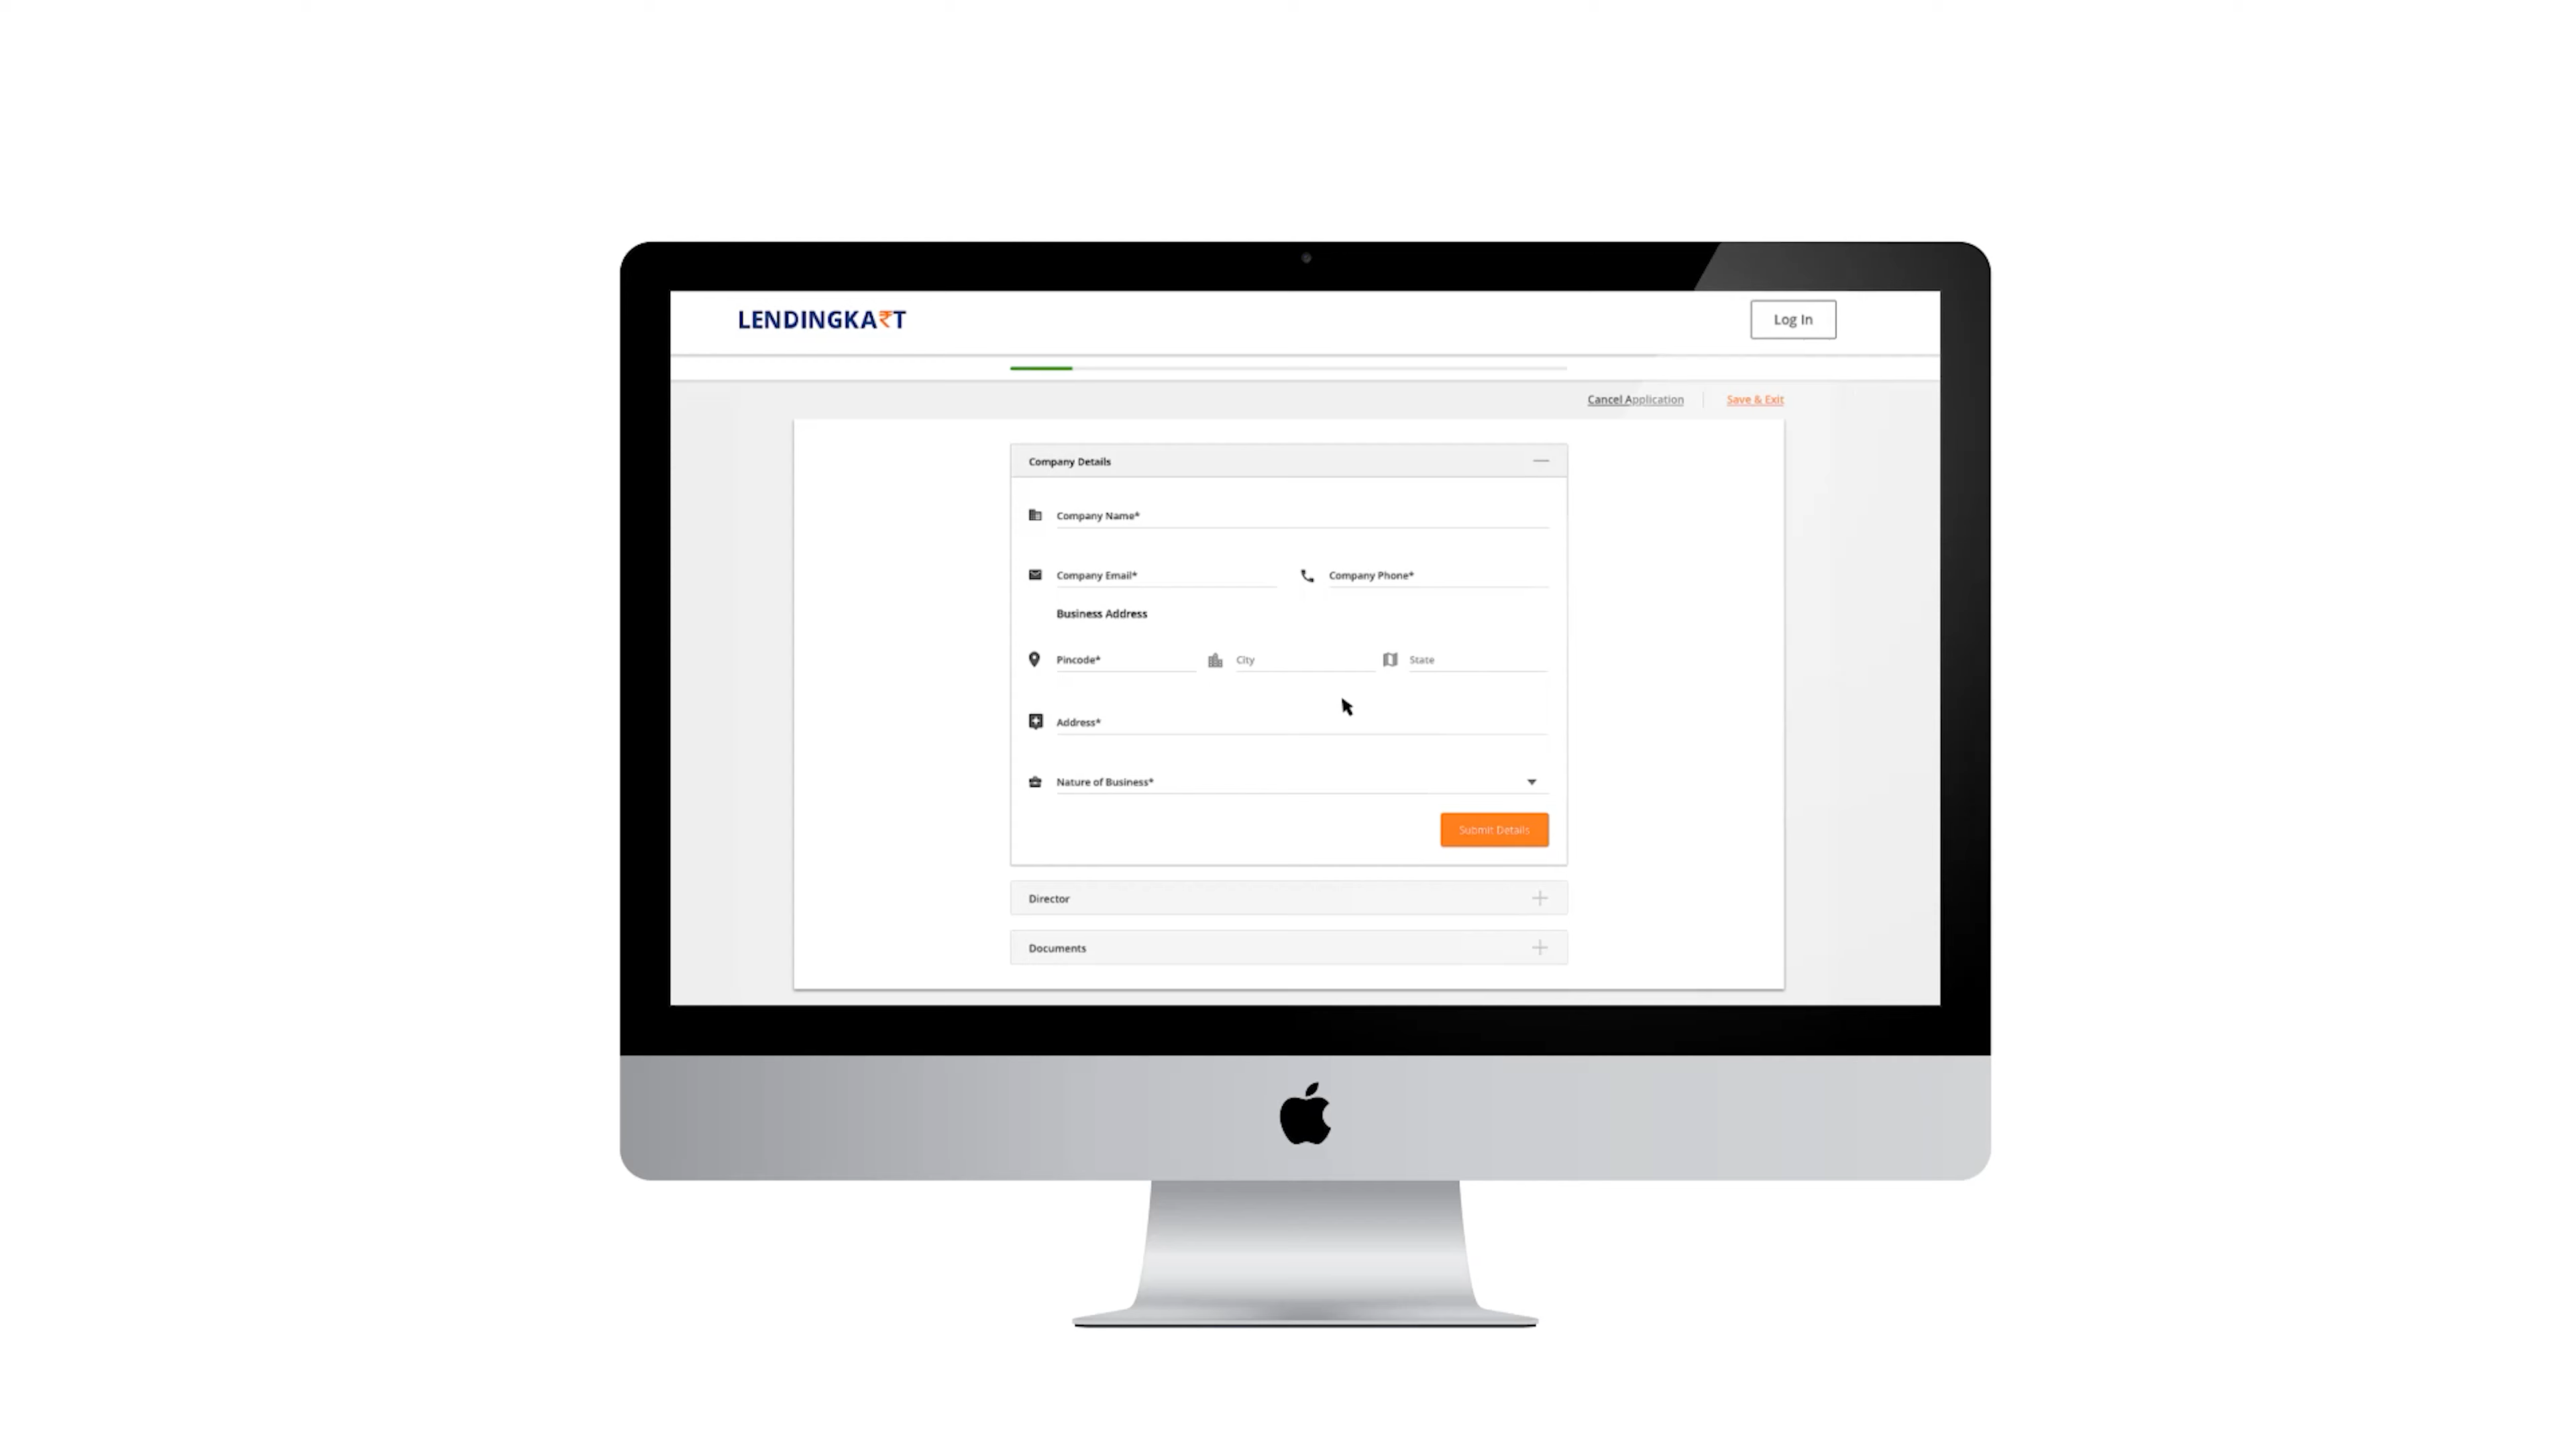 LENDINGKA₹T
Log In
Cancel Application
Save & Exit
Company Details
Company Name*
Company Email*
Company Phone*
Business Address
Pincode*
City
State
Address*
Nature of Business*
Submit Details
Director
Documents